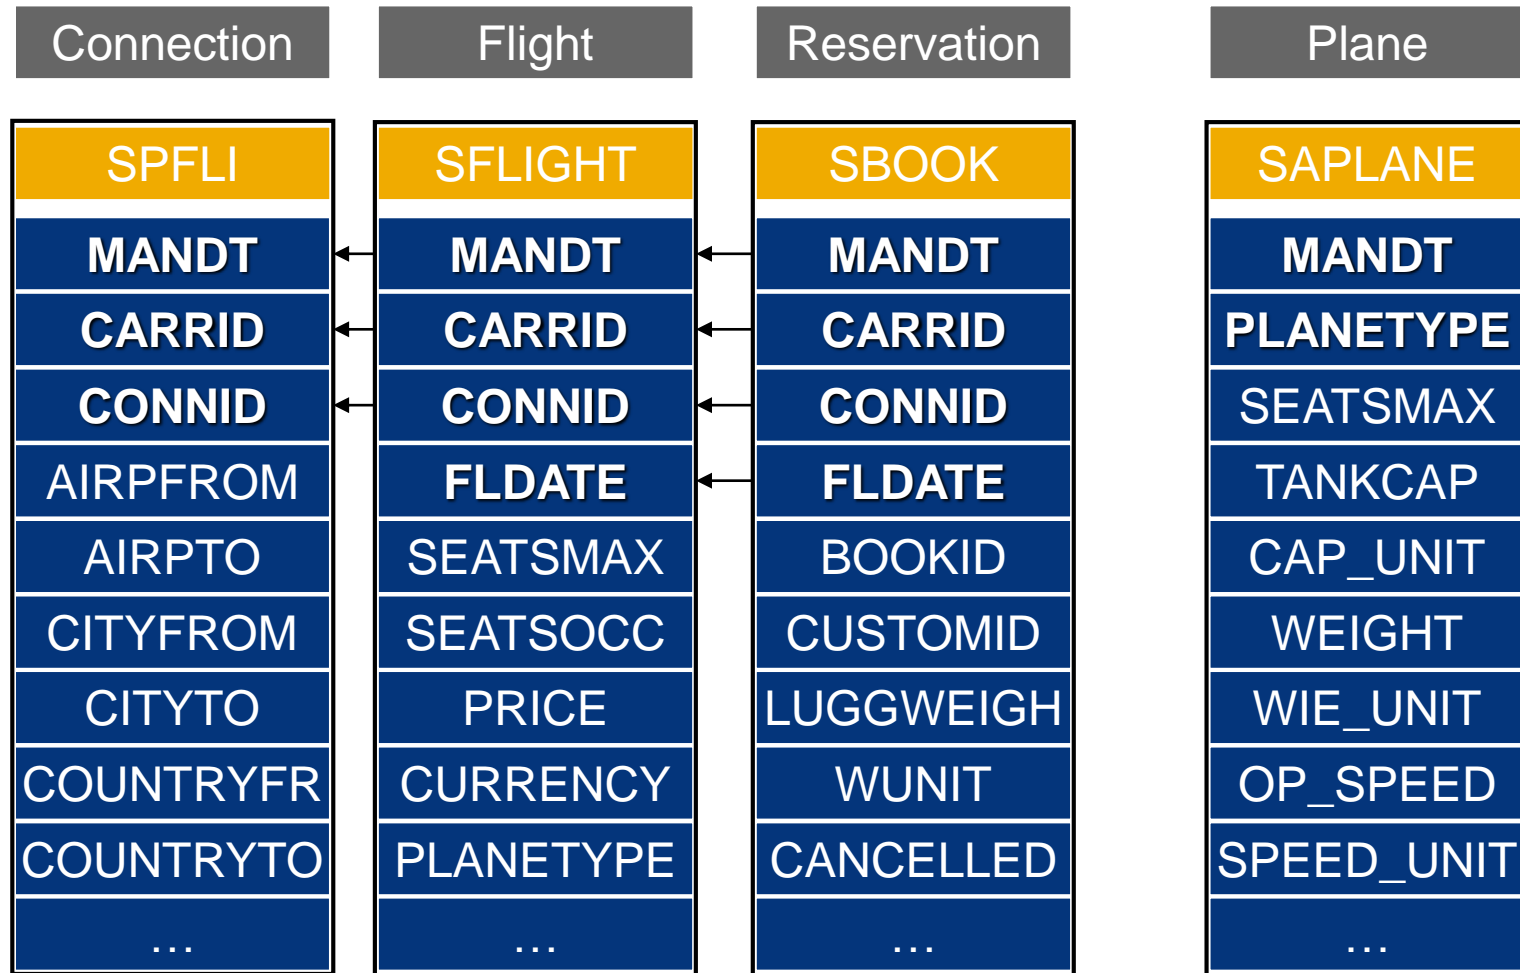 Connection
SPFLI
MANDT
CARRID
CONNID
AIRPFROM
AIRPTO
CITYFROM
CITYTO
COUNTRYFR
COUNTRYTO
…
Flight
SFLIGHT
MANDT
CARRID
CONNID
FLDATE
SEATSMAX
SEATSOCC
PRICE
CURRENCY
PLANETYPE
…
Reservation
SBOOK
MANDT
CARRID
CONNID
FLDATE
BOOKID
CUSTOMID
LUGGWEIGH
WUNIT
CANCELLED
…
Plane
SAPLANE
MANDT
PLANETYPE
SEATSMAX
TANKCAP
CAP_UNIT
WEIGHT
WIE_UNIT
OP_SPEED
SPEED_UNIT
…